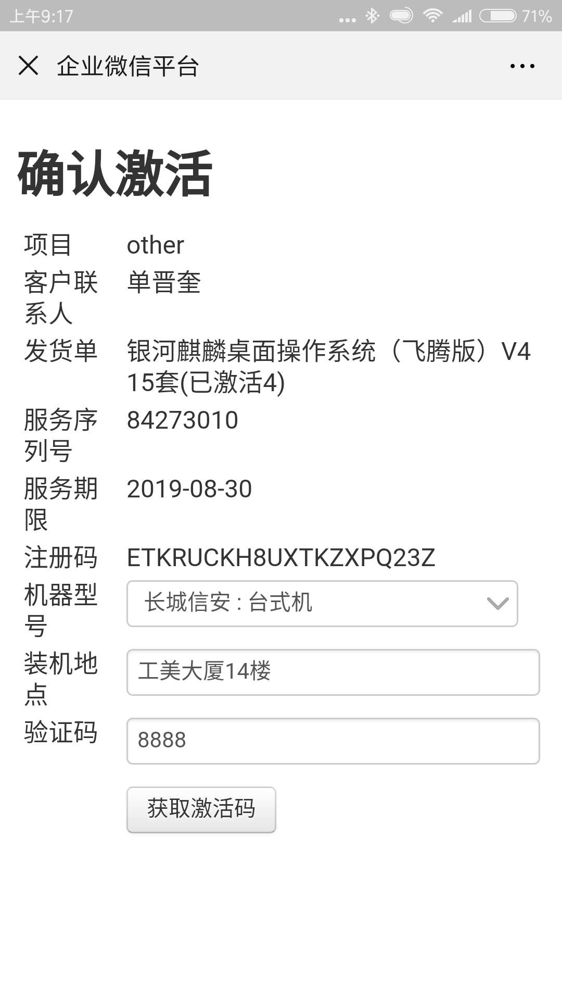 上午9:17
71%
企业微信平台
确认激活
项目 other
客户联系人 单晋奎
发货单 银河麒麟桌面操作系统（飞腾版）V4
15套(已激活4)
服务序列号 84273010
服务期限 2019-08-30
注册码 ETKRUCKH8UXTKZXPQ23Z
机器型号 长城信安 : 台式机
装机地点 工美大厦14楼
验证码 8888
获取激活码